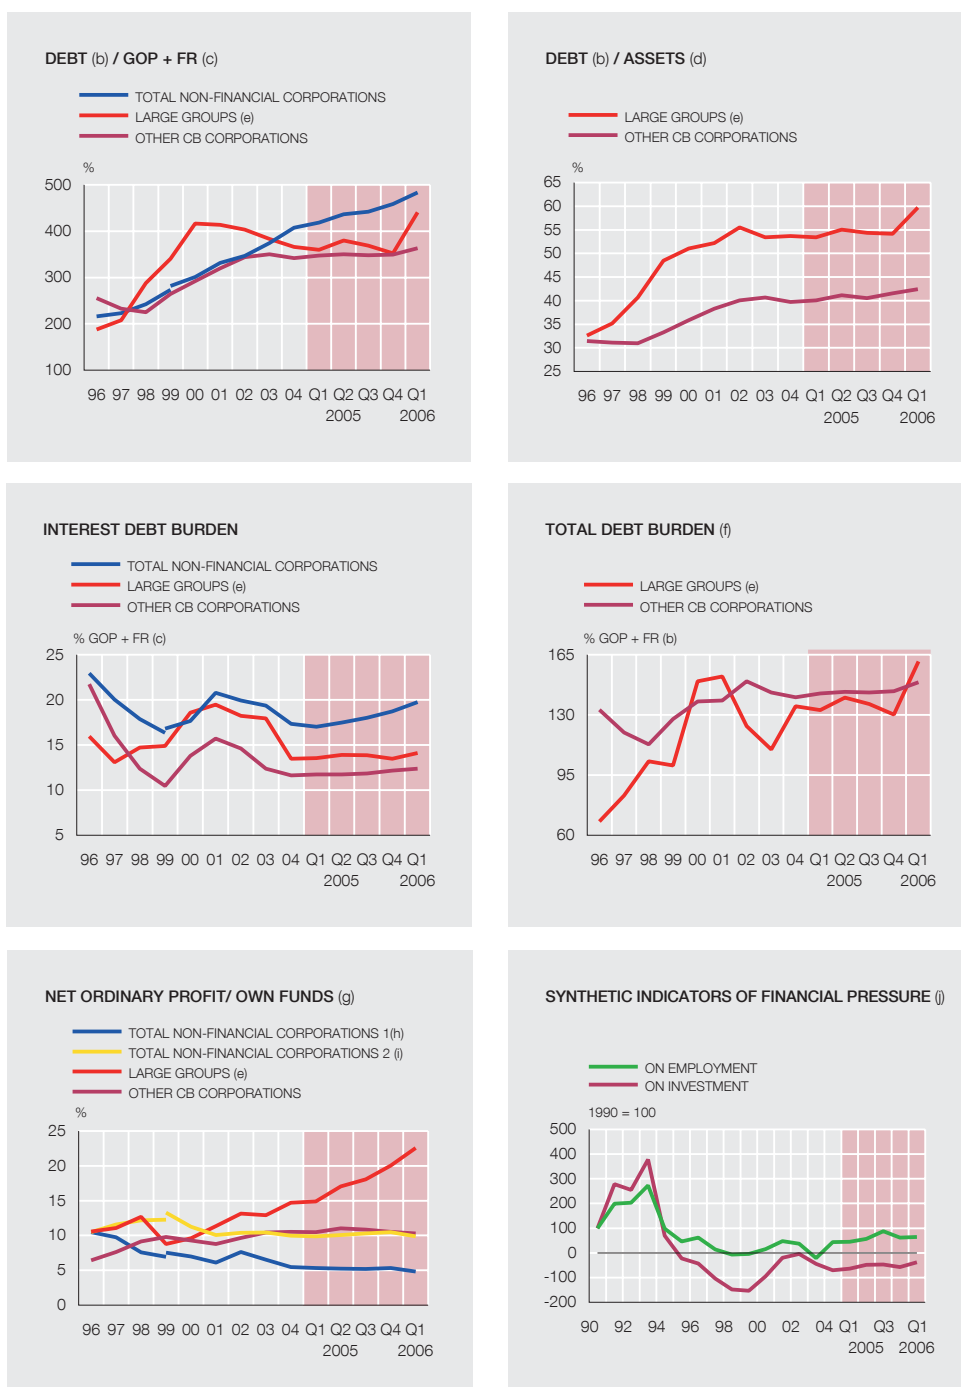 DEBT (b) / GOP + FR (c)
TOTAL NON-FINANCIAL CORPORATIONS
LARGE GROUPS (e)
OTHER CB CORPORATIONS
%
500
400
300
200
100
96 97 98 99 00 01 02 03 04 Q1 Q2 Q3 Q4 Q1
2005 2006
DEBT (b) / ASSETS (d)
LARGE GROUPS (e)
OTHER CB CORPORATIONS
%
65
60
55
50
45
40
35
30
25
96 97 98 99 00 01 02 03 04 Q1 Q2 Q3 Q4 Q1
2005 2006
INTEREST DEBT BURDEN
TOTAL NON-FINANCIAL CORPORATIONS
LARGE GROUPS (e)
OTHER CB CORPORATIONS
% GOP + FR (c)
25
20
15
10
5
96 97 98 99 00 01 02 03 04 Q1 Q2 Q3 Q4 Q1
2005 2006
TOTAL DEBT BURDEN (f)
LARGE GROUPS (e)
OTHER CB CORPORATIONS
% GOP + FR (b)
165
130
95
60
96 97 98 99 00 01 02 03 04 Q1 Q2 Q3 Q4 Q1
2005 2006
NET ORDINARY PROFIT/ OWN FUNDS (g)
TOTAL NON-FINANCIAL CORPORATIONS 1(h)
TOTAL NON-FINANCIAL CORPORATIONS 2 (i)
LARGE GROUPS (e)
OTHER CB CORPORATIONS
%
25
20
15
10
5
0
96 97 98 99 00 01 02 03 04 Q1 Q2 Q3 Q4 Q1
2005 2006
SYNTHETIC INDICATORS OF FINANCIAL PRESSURE (j)
ON EMPLOYMENT
ON INVESTMENT
1990 = 100
500
400
300
200
100
0
-100
-200
90 92 94 96 98 00 02 04 Q1 Q3 Q1
2005 2006